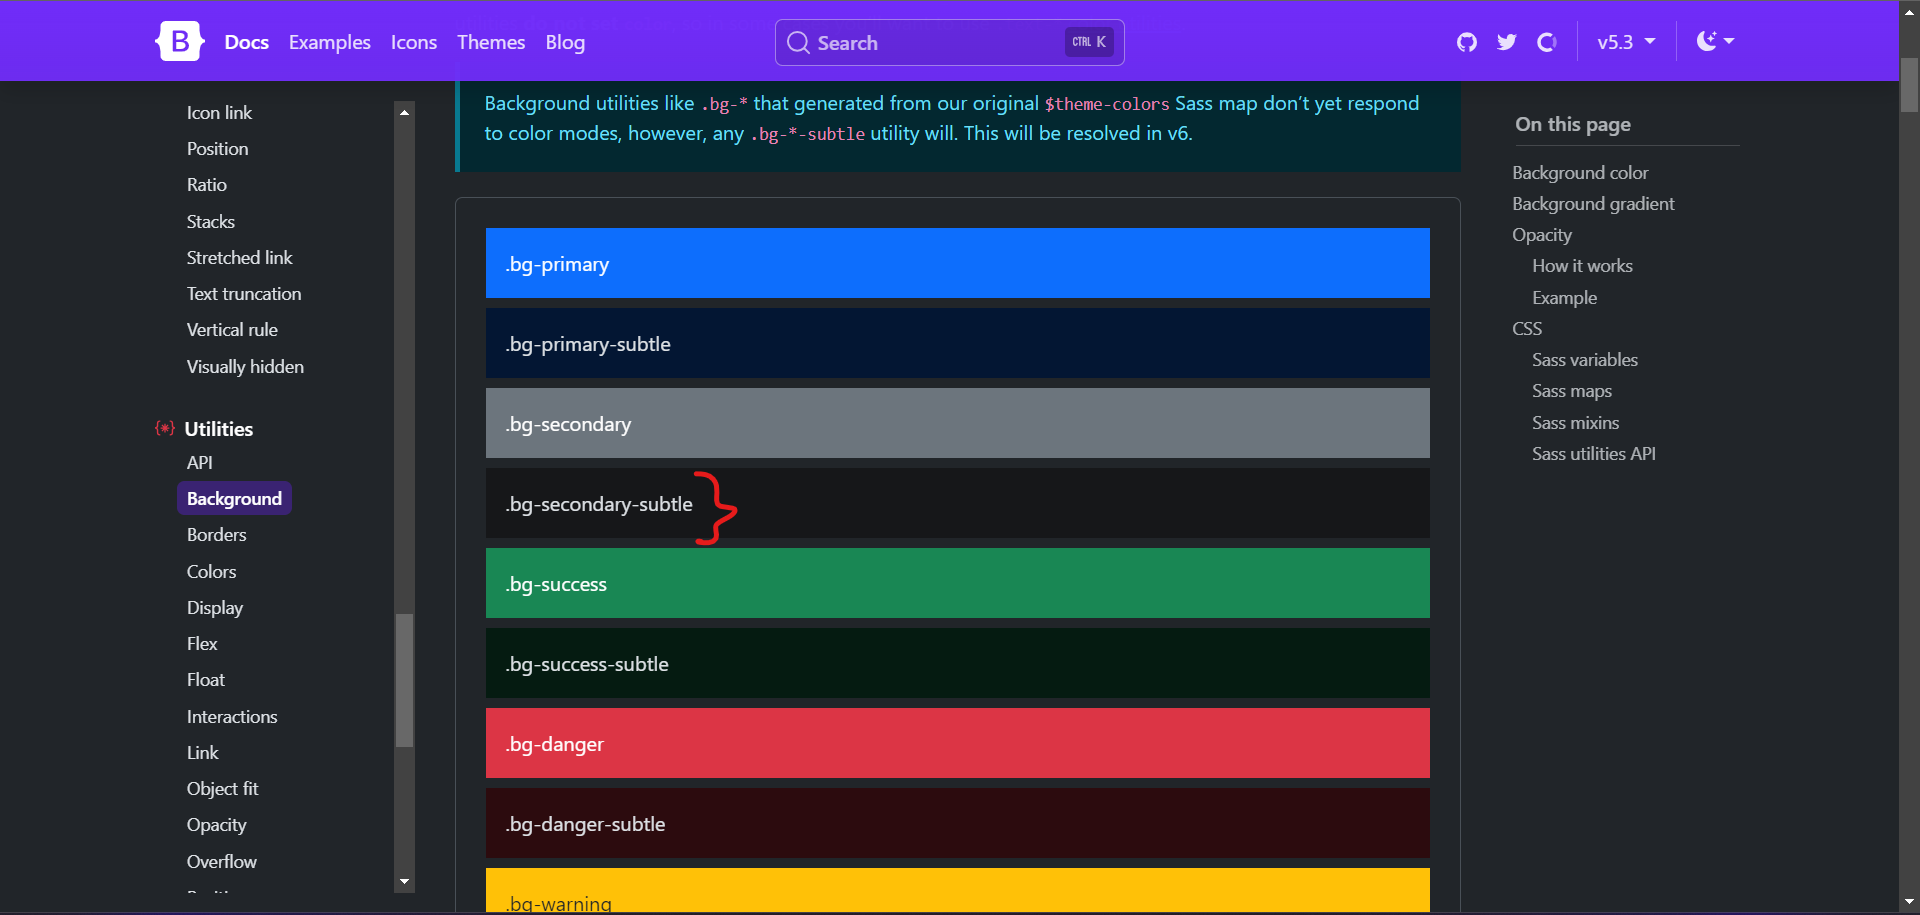 B Docs Examples Icons Themes Blog Search CTRL K v5.3
Icon link
Position
Ratio
Stacks
Stretched link
Text truncation
Vertical rule
Visually hidden
Utilities
API
Background
Borders
Colors
Display
Flex
Float
Interactions
Link
Object fit
Opacity
Overflow
Background utilities like .bg-* that generated from our original $theme-colors Sass map don’t yet respond
to color modes, however, any .bg-*-subtle utility will. This will be resolved in v6.
.bg-primary
.bg-primary-subtle
.bg-secondary
.bg-secondary-subtle
.bg-success
.bg-success-subtle
.bg-danger
.bg-danger-subtle
.bg-warning
On this page
Background color
Background gradient
Opacity
How it works
Example
CSS
Sass variables
Sass maps
Sass mixins
Sass utilities API